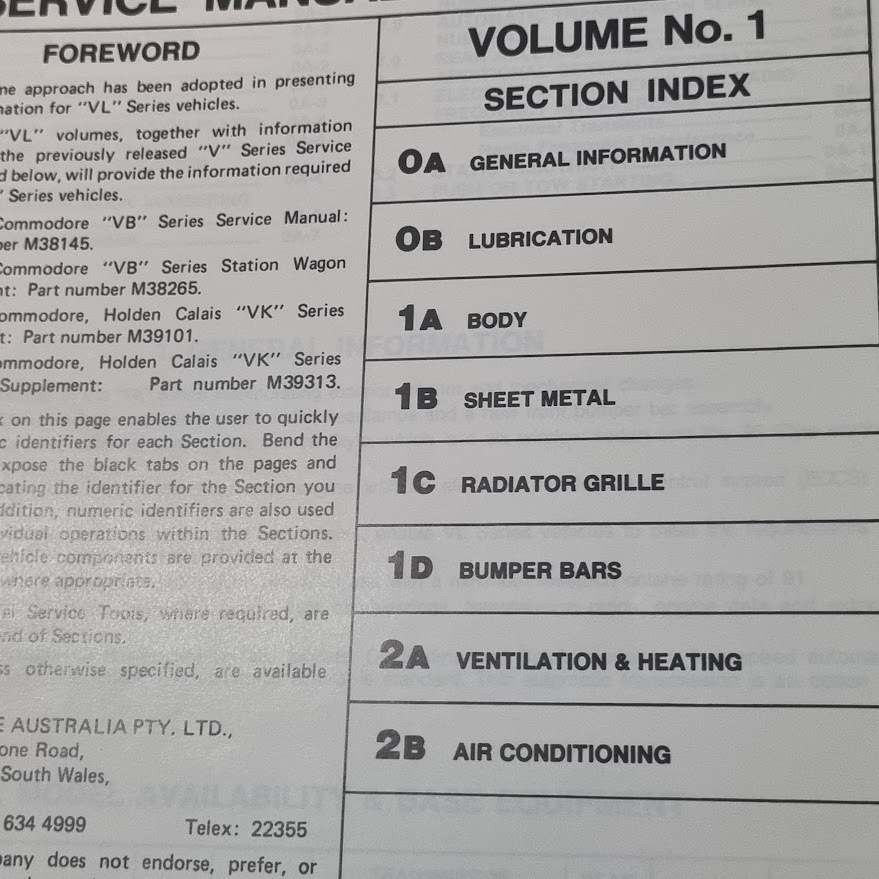 SERVICE MANUAL
FOREWORD
approach has been adopted in presenting
for "VL" Series vehicles.
"VL" volumes, together with information
the previously released "V" Series Service
below, will provide the information required
Series vehicles.
Commodore "VB" Series Service Manual:
M38145.
Commodore "VB" Series Station Wagon
Part number M38265.
ommodore, Holden Calais "VK" Series
Part number M39101.
ommodore, Holden Calais "VK" Series
Supplement: Part number M39313.
on this page enables the user to quickly
identifiers for each Section. Bend the
xpose the black tabs on the pages and
cating the identifier for the Section you
ddition, numeric identifiers are also used
vidual operations within the Sections.
ehicle components are provided at the
where appropriate.
Service Tools, where required, are
nd of Sections.
otherwise specified, are available
AUSTRALIA PTY. LTD.,
one Road,
South Wales,
634 4999 Telex: 22355
any does not endorse, prefer, or
VOLUME No. 1
SECTION INDEX
0A GENERAL INFORMATION
0B LUBRICATION
1A BODY
1B SHEET METAL
1C RADIATOR GRILLE
1D BUMPER BARS
2A VENTILATION & HEATING
2B AIR CONDITIONING